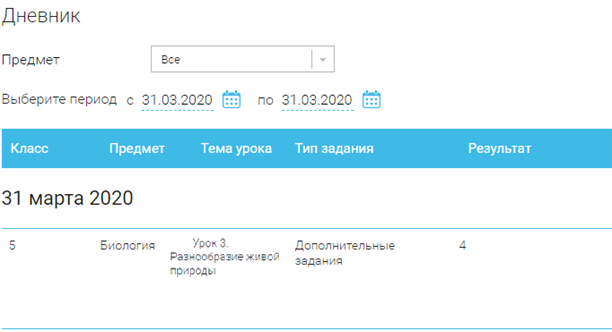 Дневник
Предмет Все
Выберите период с 31.03.2020 по 31.03.2020
Класс Предмет Тема урока Тип задания Результат
31 марта 2020
5 Биология Урок 3. Дополнительные 4
Разнообразие живой задания
природы